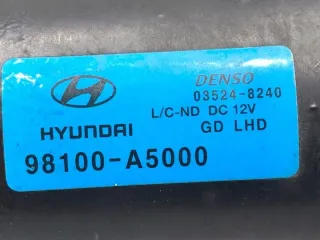 DENSO
03524-8240
L/C-ND DC 12V
HYUNDAI
GD LHD
98100-A5000